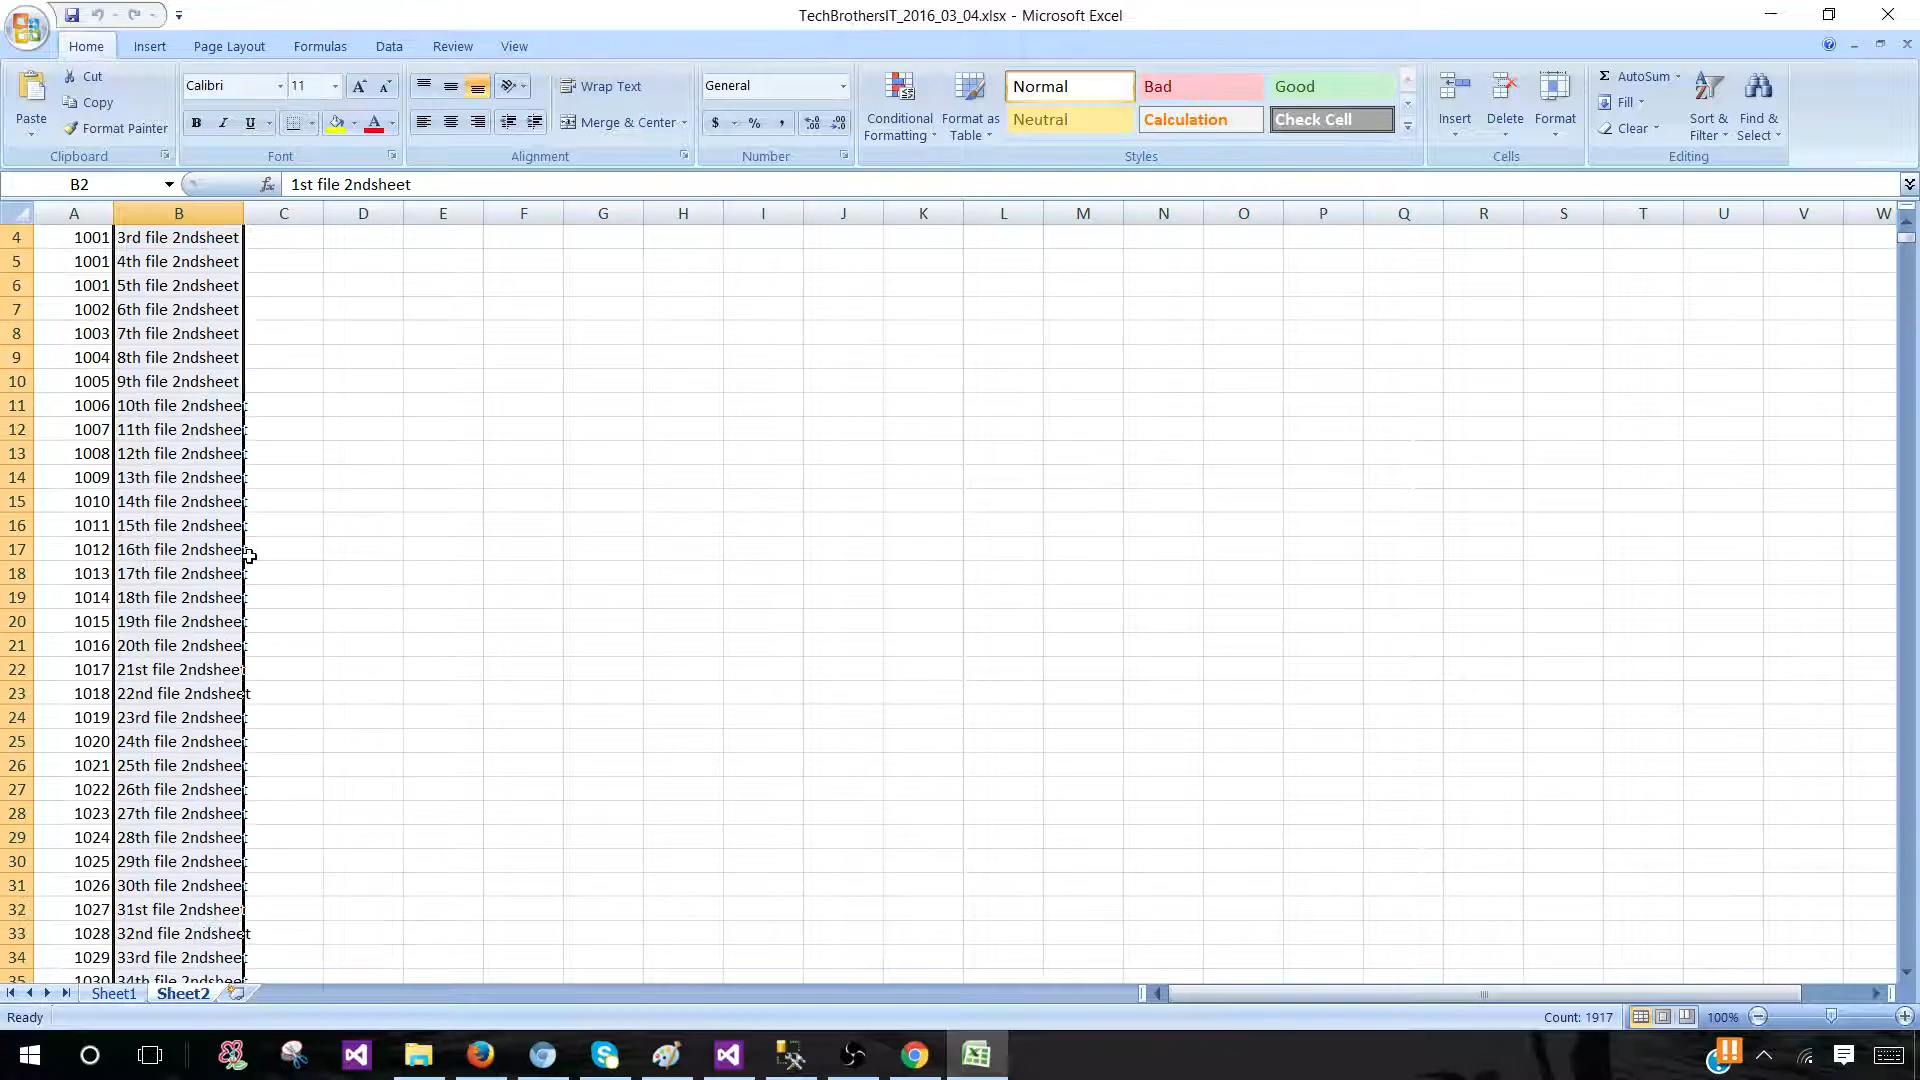 TechBrothersIT_2016_03_04.xlsx - Microsoft Excel
Home Insert Page Layout Formulas Data Review View
Paste
Cut
Copy
Format Painter
Clipboard
Calibri 11
B I U
Font
Wrap Text
Merge & Center
Alignment
General
$ % ,
Number
Conditional Formatting
Format as Table
Normal Bad Good
Neutral Calculation Check Cell
Styles
Insert Delete Format
Cells
Σ AutoSum
Fill
Clear
Sort & Filter
Find & Select
Editing
B2 fx 1st file 2ndsheet
A B C D E F G H I J K L M N O P Q R S T U V W
4 1001 3rd file 2ndsheet
5 1001 4th file 2ndsheet
6 1001 5th file 2ndsheet
7 1002 6th file 2ndsheet
8 1003 7th file 2ndsheet
9 1004 8th file 2ndsheet
10 1005 9th file 2ndsheet
11 1006 10th file 2ndsheet
12 1007 11th file 2ndsheet
13 1008 12th file 2ndsheet
14 1009 13th file 2ndsheet
15 1010 14th file 2ndsheet
16 1011 15th file 2ndsheet
17 1012 16th file 2ndsheet
18 1013 17th file 2ndsheet
19 1014 18th file 2ndsheet
20 1015 19th file 2ndsheet
21 1016 20th file 2ndsheet
22 1017 21st file 2ndsheet
23 1018 22nd file 2ndsheet
24 1019 23rd file 2ndsheet
25 1020 24th file 2ndsheet
26 1021 25th file 2ndsheet
27 1022 26th file 2ndsheet
28 1023 27th file 2ndsheet
29 1024 28th file 2ndsheet
30 1025 29th file 2ndsheet
31 1026 30th file 2ndsheet
32 1027 31st file 2ndsheet
33 1028 32nd file 2ndsheet
34 1029 33rd file 2ndsheet
35 1030 34th file 2ndsheet
Sheet1 Sheet2
Ready Count: 1917 100%